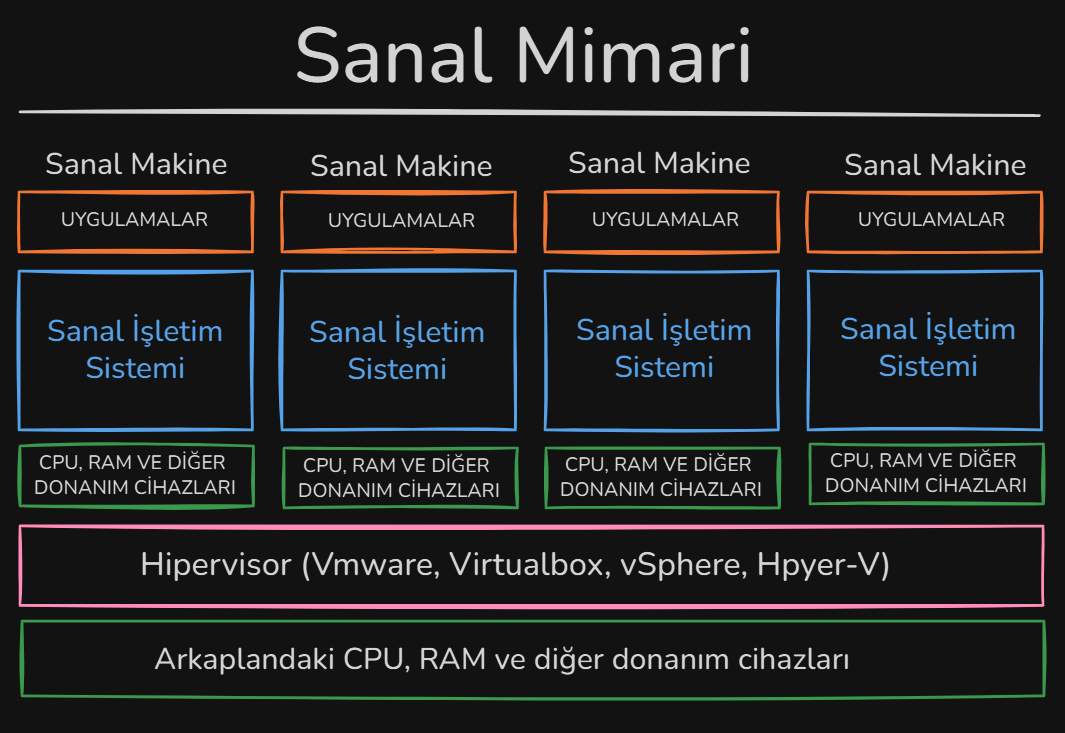 Sanal Mimari
Sanal Makine
Sanal Makine
Sanal Makine
Sanal Makine
UYGULAMALAR
UYGULAMALAR
UYGULAMALAR
UYGULAMALAR
Sanal İşletim
Sistemi
Sanal İşletim
Sistemi
Sanal İşletim
Sistemi
Sanal İşletim
Sistemi
CPU, RAM VE DİĞER
DONANIM CİHAZLARI
CPU, RAM VE DİĞER
DONANIM CİHAZLARI
CPU, RAM VE DİĞER
DONANIM CİHAZLARI
CPU, RAM VE DİĞER
DONANIM CİHAZLARI
Hipervisor (Vmware, Virtualbox, vSphere, Hpyer-V)
Arkaplandaki CPU, RAM ve diğer donanım cihazları